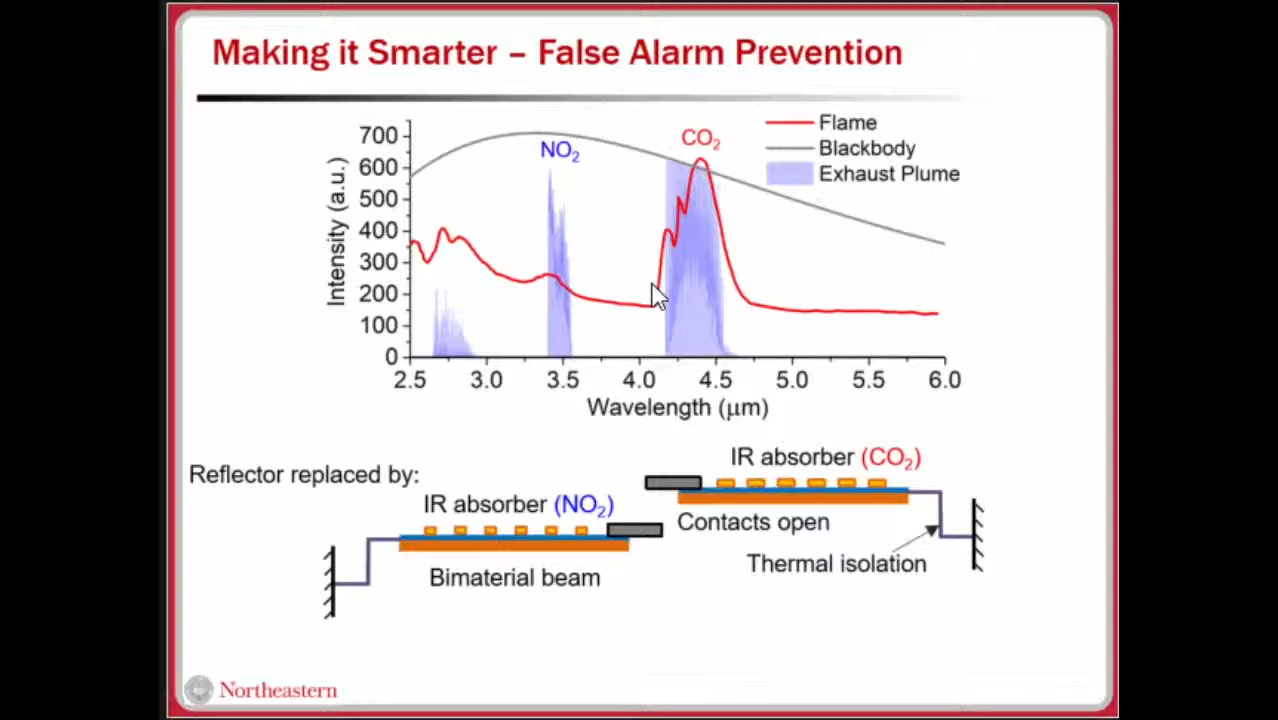 Making it Smarter – False Alarm Prevention
Flame
Blackbody
Exhaust Plume
NO₂
CO₂
Intensity (a.u.)
700
600
500
400
300
200
100
0
2.5 3.0 3.5 4.0 4.5 5.0 5.5 6.0
Wavelength (μm)
Reflector replaced by:
IR absorber (CO₂)
IR absorber (NO₂)
Contacts open
Thermal isolation
Bimaterial beam
Northeastern